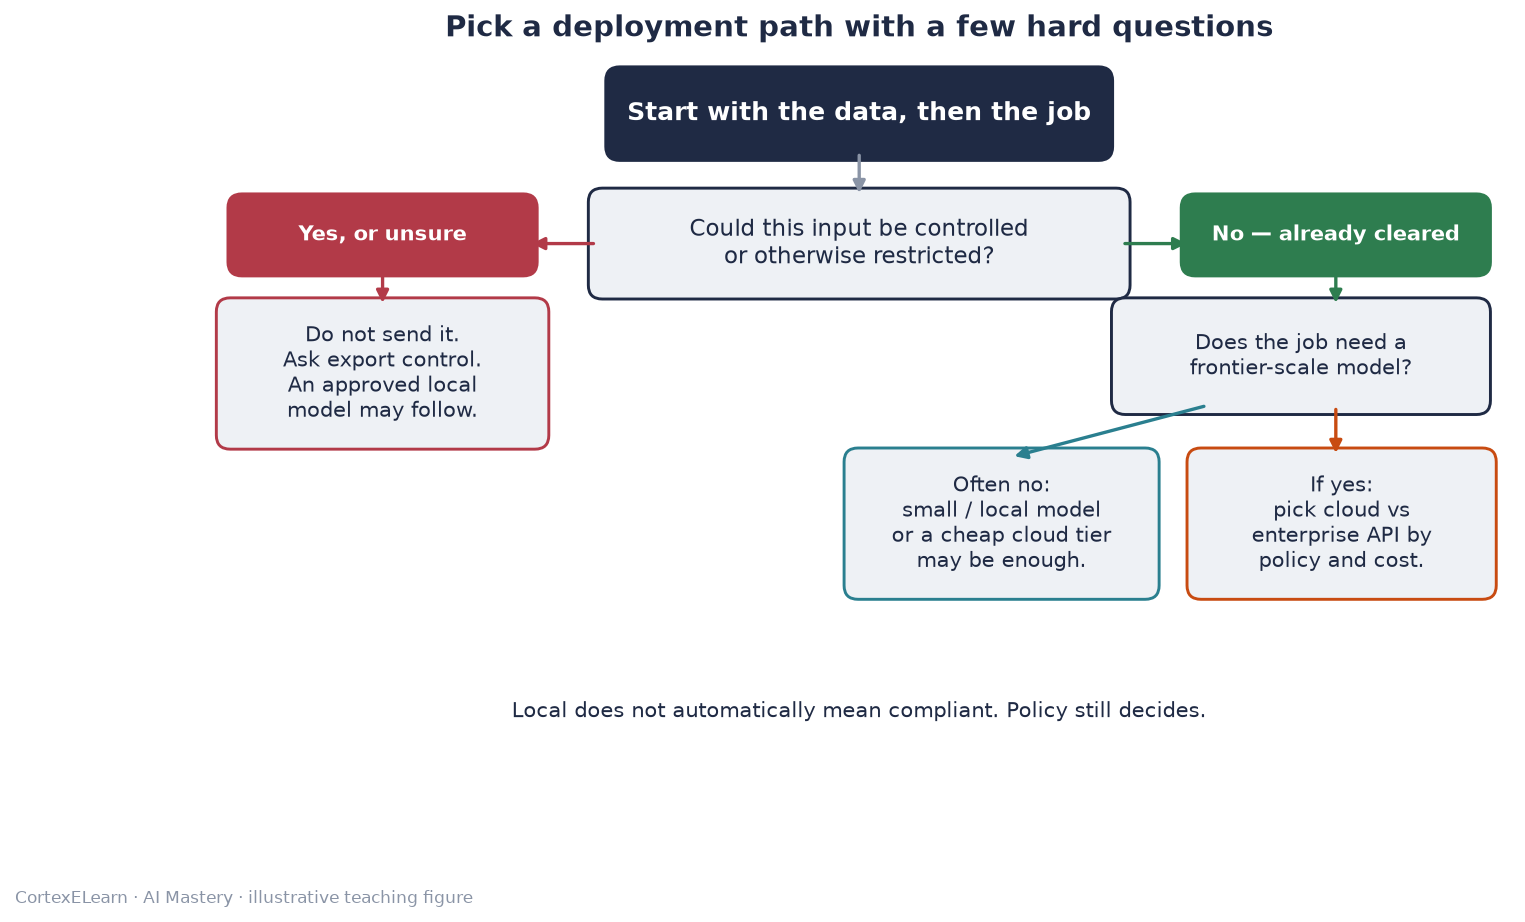 Pick a deployment path with a few hard questions
Start with the data, then the job
Could this input be controlled
or otherwise restricted?
Yes, or unsure
No — already cleared
Do not send it.
Ask export control.
An approved local
model may follow.
Does the job need a
frontier-scale model?
Often no:
small / local model
or a cheap cloud tier
may be enough.
If yes:
pick cloud vs
enterprise API by
policy and cost.
Local does not automatically mean compliant. Policy still decides.
CortexELearn · AI Mastery · illustrative teaching figure